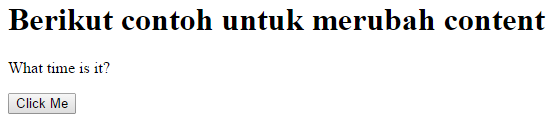 Berikut contoh untuk merubah content
What time is it?
Click Me